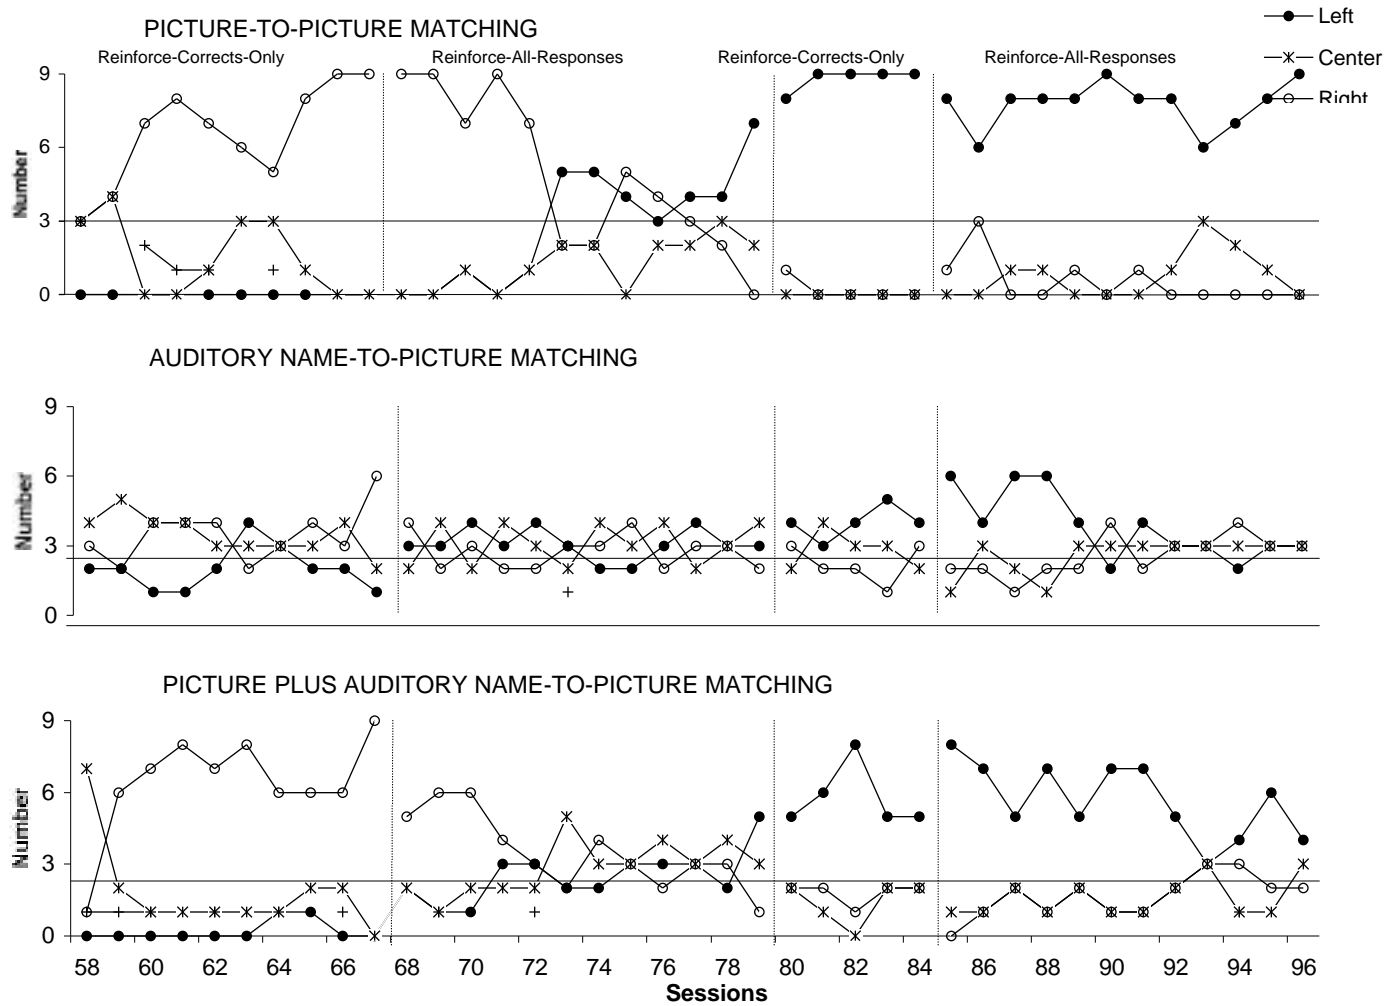 PICTURE-TO-PICTURE MATCHING
Left
Center
Right
Reinforce-Corrects-Only
Reinforce-All-Responses
Reinforce-Corrects-Only
Reinforce-All-Responses
9
6
3
0
Number
AUDITORY NAME-TO-PICTURE MATCHING
9
6
3
0
Number
PICTURE PLUS AUDITORY NAME-TO-PICTURE MATCHING
9
6
3
0
Number
58 60 62 64 66 68 70 72 74 76 78 80 82 84 86 88 90 92 94 96
Sessions